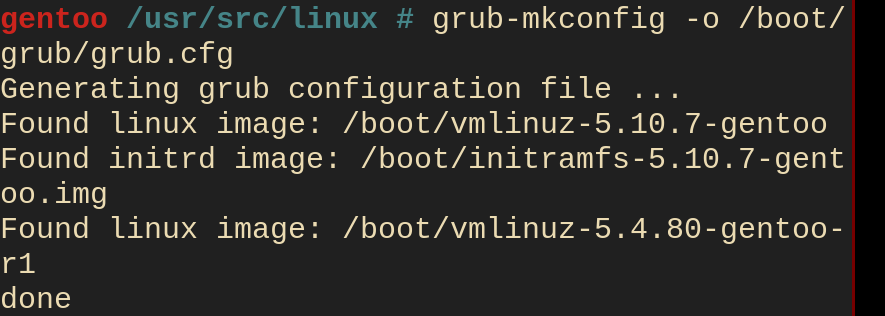 gentoo /usr/src/linux # grub-mkconfig -o /boot/
grub/grub.cfg
Generating grub configuration file ...
Found linux image: /boot/vmlinuz-5.10.7-gentoo
Found initrd image: /boot/initramfs-5.10.7-gent
oo.img
Found linux image: /boot/vmlinuz-5.4.80-gentoo-
r1
done